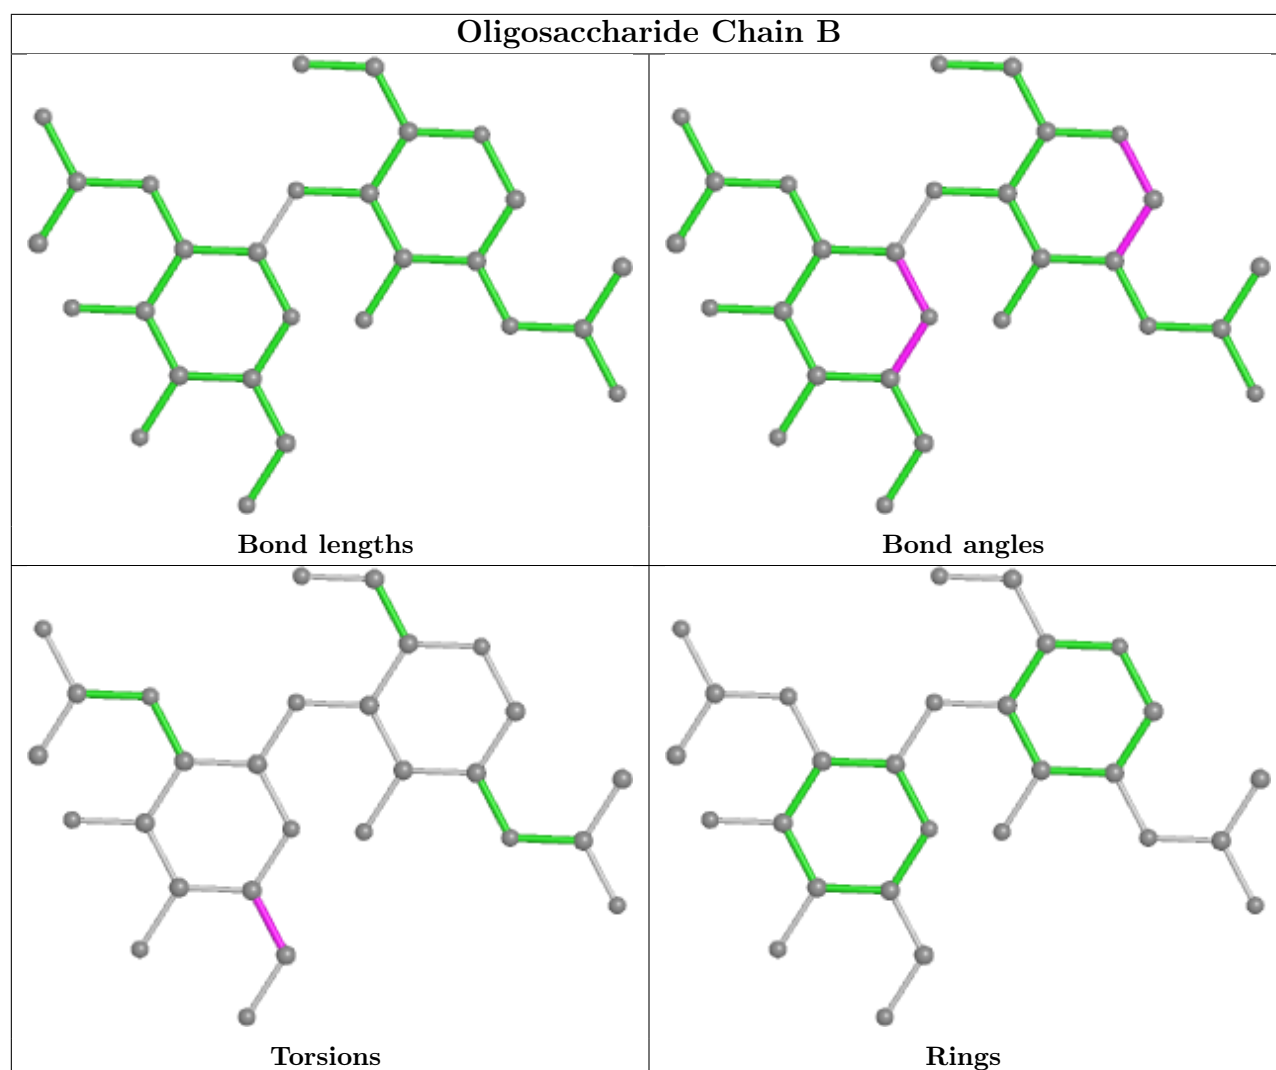 Oligosaccharide Chain B
Bond lengths
Bond angles
Torsions
Rings